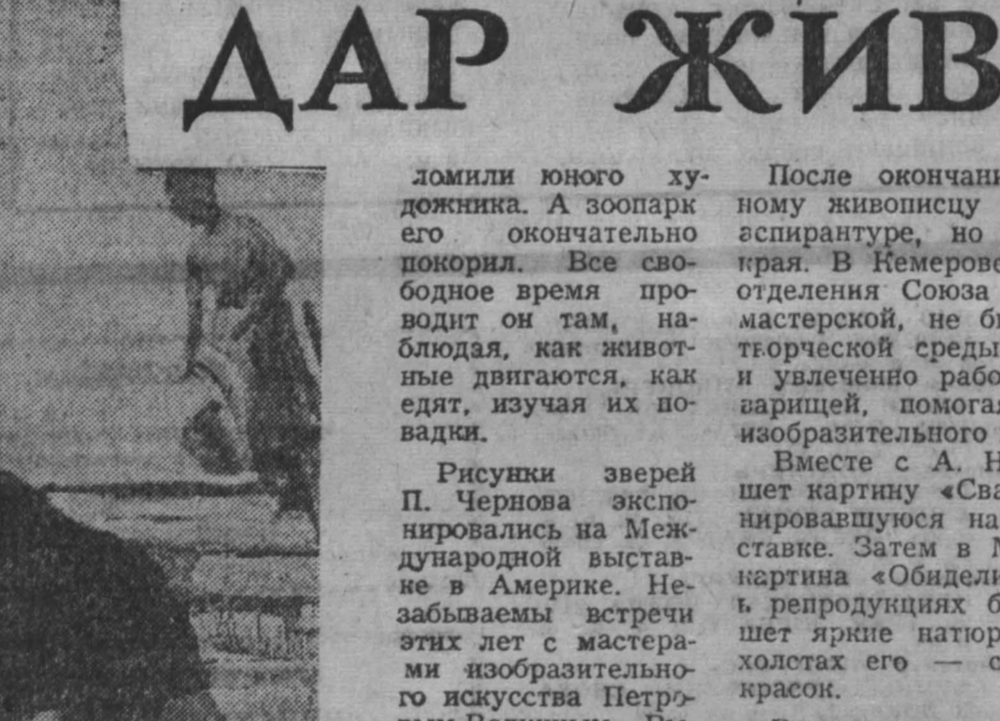 ДАР ЖИВ
ломили юного ху-
дожника. А зоопарк
его окончательно
покорил. Все сво-
бодное время про-
водит он там, на-
блюдая, как живот-
ные двигаются, как
едят, изучая их по-
вадки.
Рисунки зверей
П. Чернова экспо-
нировались на Меж-
дународной выстав-
ке в Америке. Не-
забываемы встречи
этих лет с мастера-
ми изобразительно-
го искусства Петро-
После окончани
ному живописцу
аспирантуре, но
края. В Кемерове
отделения Союза
мастерской, не б
творческой среды
и увлеченно рабо
варищей, помога
изобразительного
Вместе с А. Н
шет картину «Сва
нировавшуюся на
ставке. Затем в М
картина «Обидели
в репродукциях б
шет яркие натюр
холстах его — с
красок.